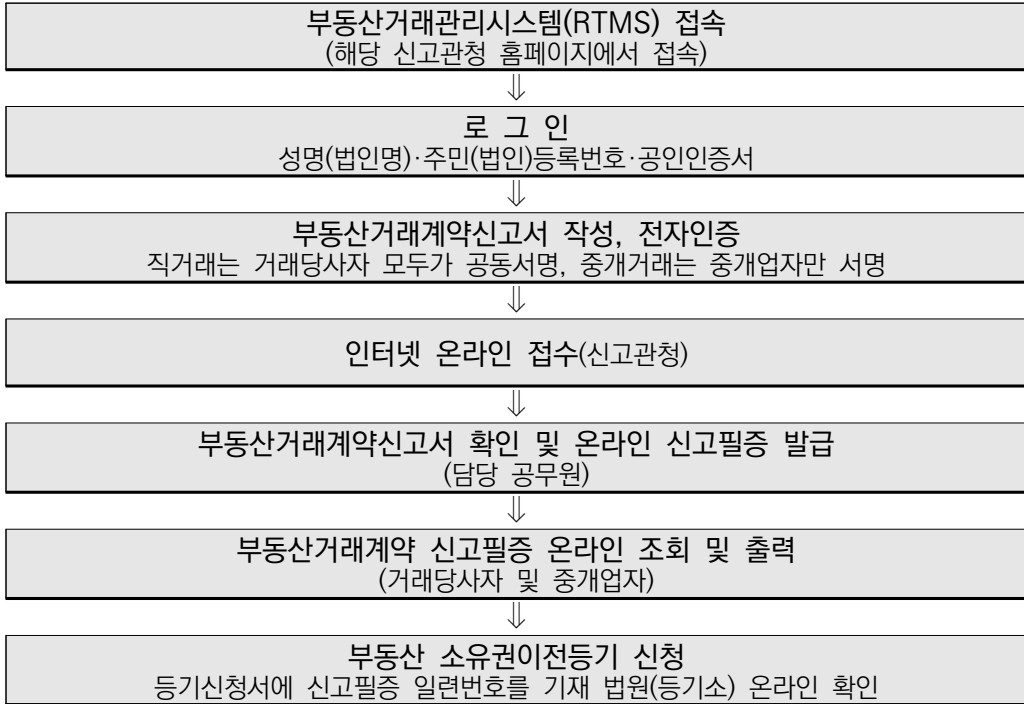 부동산거래관리시스템(RTMS) 접속
(해당 신고관청 홈페이지에서 접속)
⇓
로 그 인
성명(법인명)·주민(법인)등록번호·공인인증서
⇓
부동산거래계약신고서 작성, 전자인증
직거래는 거래당사자 모두가 공동서명, 중개거래는 중개업자만 서명
⇓
인터넷 온라인 접수(신고관청)
⇓
부동산거래계약신고서 확인 및 온라인 신고필증 발급
(담당 공무원)
⇓
부동산거래계약 신고필증 온라인 조회 및 출력
(거래당사자 및 중개업자)
⇓
부동산 소유권이전등기 신청
등기신청서에 신고필증 일련번호를 기재 법원(등기소) 온라인 확인